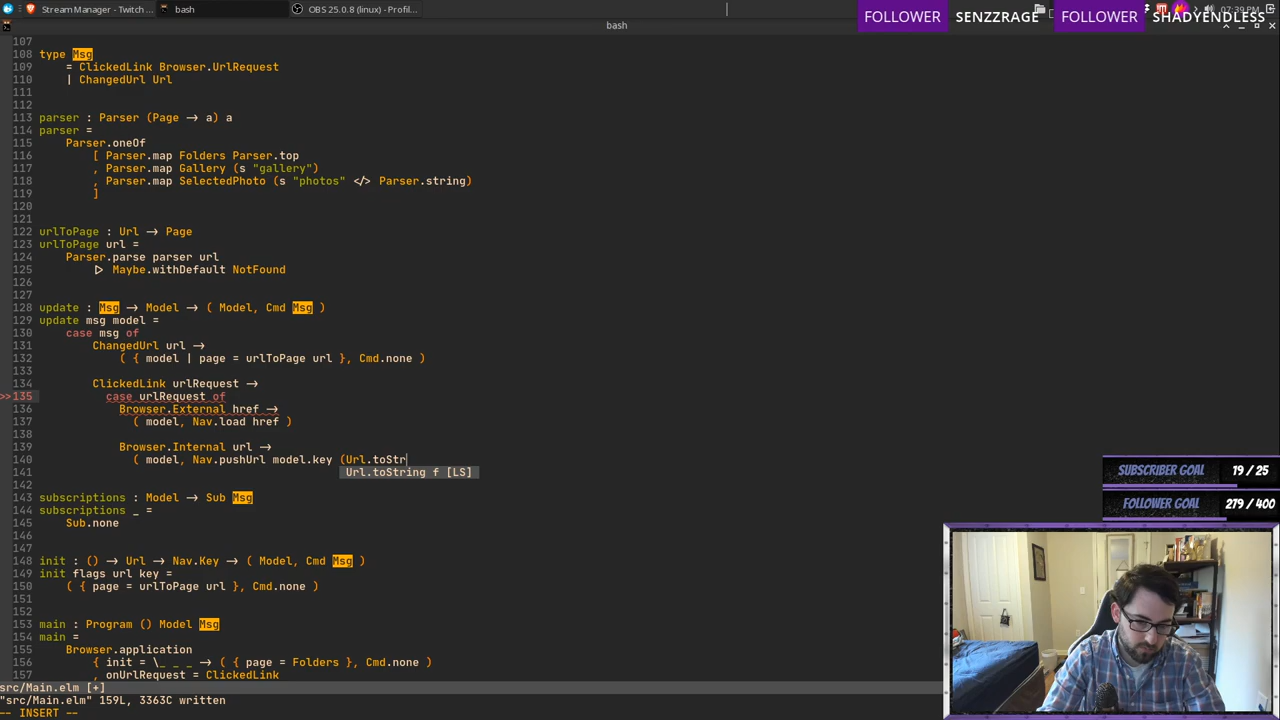 Stream Manager - Twitch ...
bash
OBS 25.0.8 (linux) - Profil...
07:39
FOLLOWER SENZZRAGE FOLLOWER SHADYENDLESS
bash
107
108 type Msg
109 = ClickedLink Browser.UrlRequest
110 | ChangedUrl Url
111
112
113 parser : Parser (Page → a) a
114 parser =
115 Parser.oneOf
116 [ Parser.map Folders Parser.top
117 , Parser.map Gallery (s "gallery")
118 , Parser.map SelectedPhoto (s "photos" </> Parser.string)
119 ]
120
121
122 urlToPage : Url → Page
123 urlToPage url =
124 Parser.parse parser url
125 |> Maybe.withDefault NotFound
126
127
128 update : Msg → Model → ( Model, Cmd Msg )
129 update msg model =
130 case msg of
131 ChangedUrl url →
132 ( { model | page = urlToPage url }, Cmd.none )
133
134 ClickedLink urlRequest →
>>135 case urlRequest of
136 Browser.External href →
137 ( model, Nav.load href )
138
139 Browser.Internal url →
140 ( model, Nav.pushUrl model.key (Url.toStr
141 Url.toString f [LS]
142
143 subscriptions : Model → Sub Msg
144 subscriptions _ =
145 Sub.none
146
147
148 init : () → Url → Nav.Key → ( Model, Cmd Msg )
149 init flags url key =
150 ( { page = urlToPage url }, Cmd.none )
151
152
153 main : Program () Model Msg
154 main =
155 Browser.application
156 { init = \_ _ _ → ( { page = Folders }, Cmd.none )
157 , onUrlRequest = ClickedLink
src/Main.elm [+]
"src/Main.elm" 159L, 3363C written
-- INSERT --
SUBSCRIBER GOAL 19 / 25
FOLLOWER GOAL 279 / 400